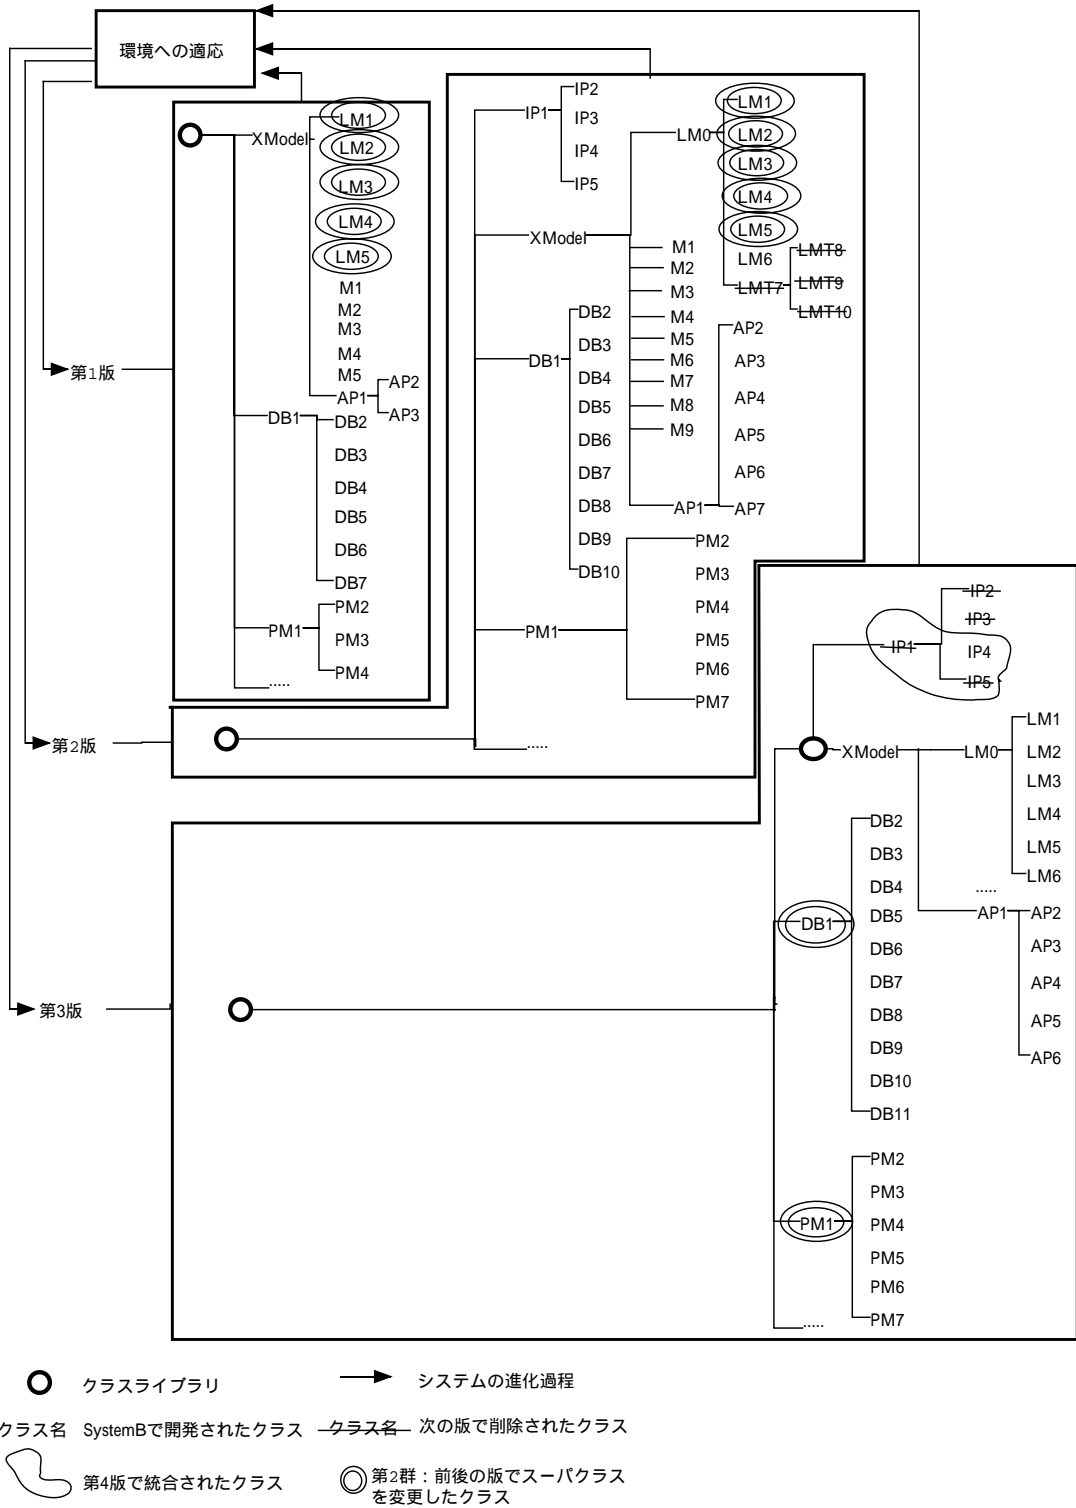 環境への適応
第1版
XModel
LM1
LM2
LM3
LM4
LM5
M1
M2
M3
M4
M5
AP1
AP2
AP3
DB1
DB2
DB3
DB4
DB5
DB6
DB7
PM1
PM2
PM3
PM4
.....
第2版
IP1
IP2
IP3
IP4
IP5
XModel
LM0
LM1
LM2
LM3
LM4
LM5
LM6
LMT7
LMT8
LMT9
LMT10
M1
M2
M3
M4
M5
M6
M7
M8
M9
AP1
AP2
AP3
AP4
AP5
AP6
AP7
DB1
DB2
DB3
DB4
DB5
DB6
DB7
DB8
DB9
DB10
PM1
PM2
PM3
PM4
PM5
PM6
PM7
.....
第3版
IP1
IP2
IP3
IP4
IP5
XModel
LM0
LM1
LM2
LM3
LM4
LM5
LM6
.....
AP1
AP2
AP3
AP4
AP5
AP6
DB1
DB2
DB3
DB4
DB5
DB6
DB7
DB8
DB9
DB10
DB11
PM1
PM2
PM3
PM4
PM5
PM6
PM7
.....
クラスライブラリ
システムの進化過程
クラス名 SystemBで開発されたクラス
クラス名 次の版で削除されたクラス
第4版で統合されたクラス
第2群：前後の版でスーパクラス
を変更したクラス